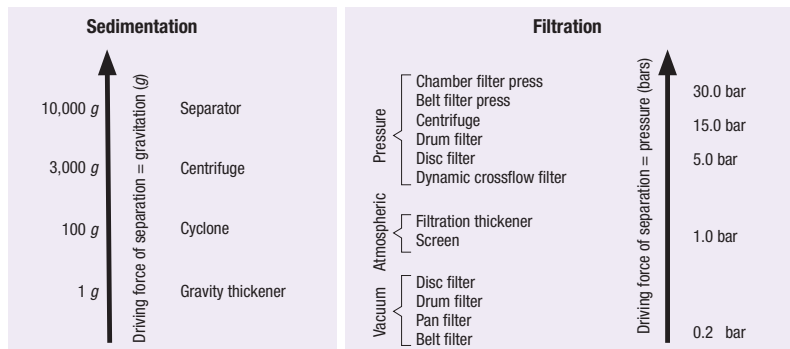 Sedimentation
10,000 g
Separator
3,000 g
Centrifuge
100 g
Cyclone
1 g
Gravity thickener
Driving force of separation = gravitation (g)
Filtration
Pressure
Chamber filter press
Belt filter press
Centrifuge
Drum filter
Disc filter
Dynamic crossflow filter
Atmospheric
Filtration thickener
Screen
Vacuum
Disc filter
Drum filter
Pan filter
Belt filter
Driving force of separation = pressure (bars)
30.0 bar
15.0 bar
5.0 bar
1.0 bar
0.2 bar